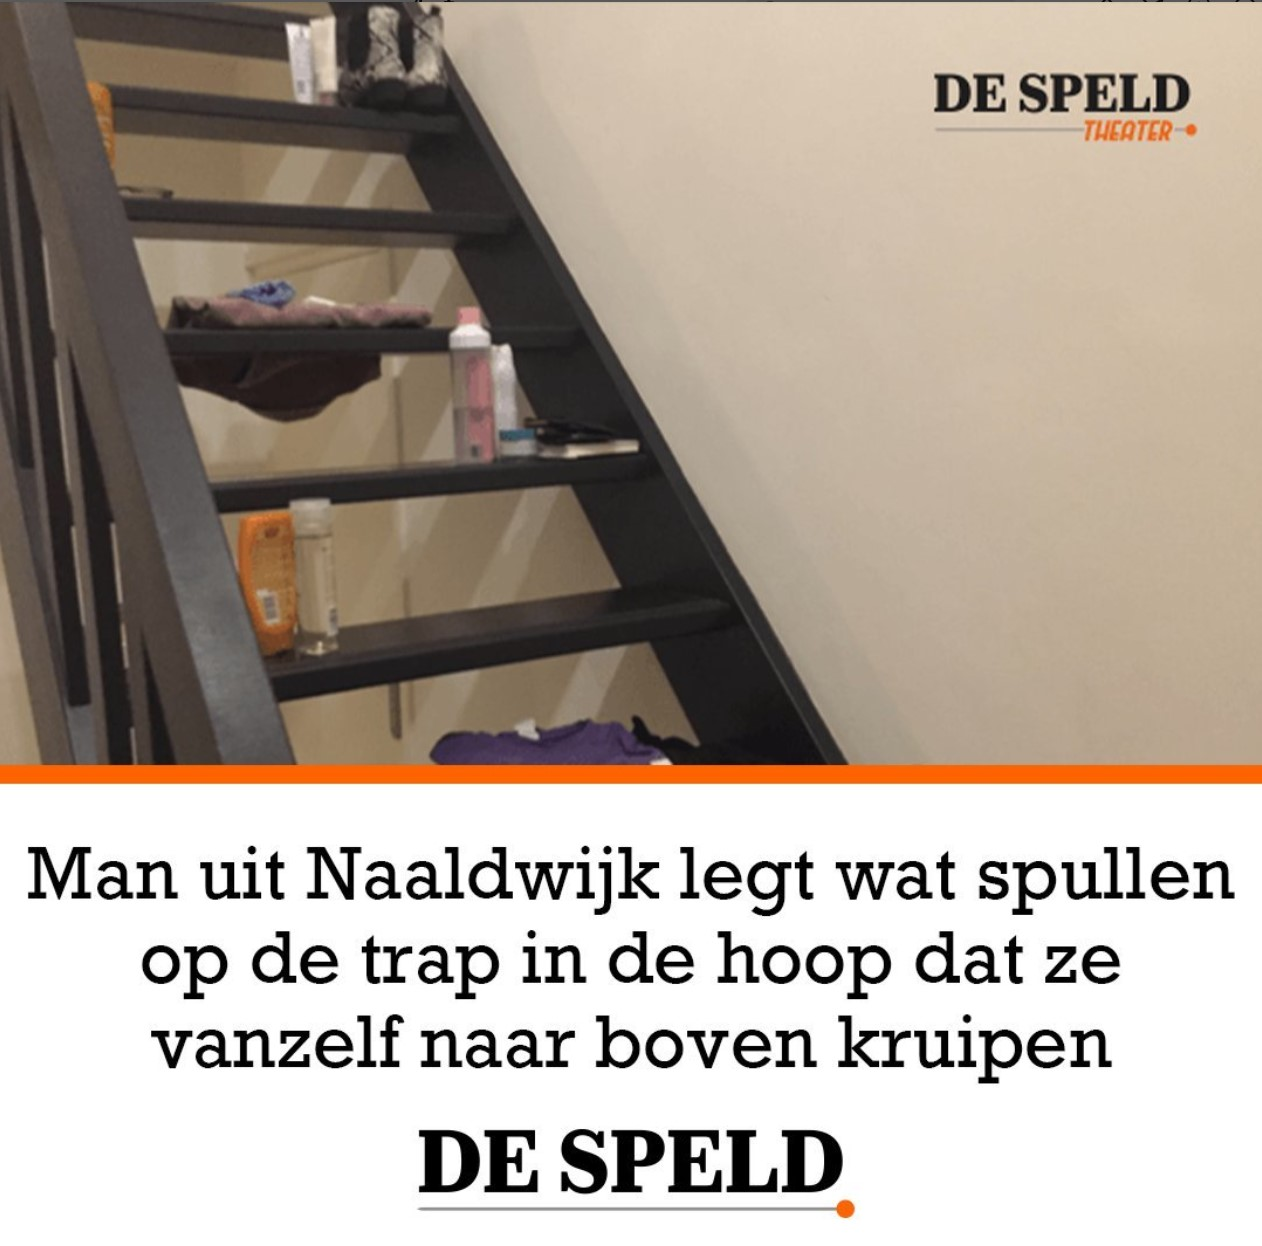 DE SPELD
THEATER
Man uit Naaldwijk legt wat spullen
op de trap in de hoop dat ze
vanzelf naar boven kruipen
DE SPELD